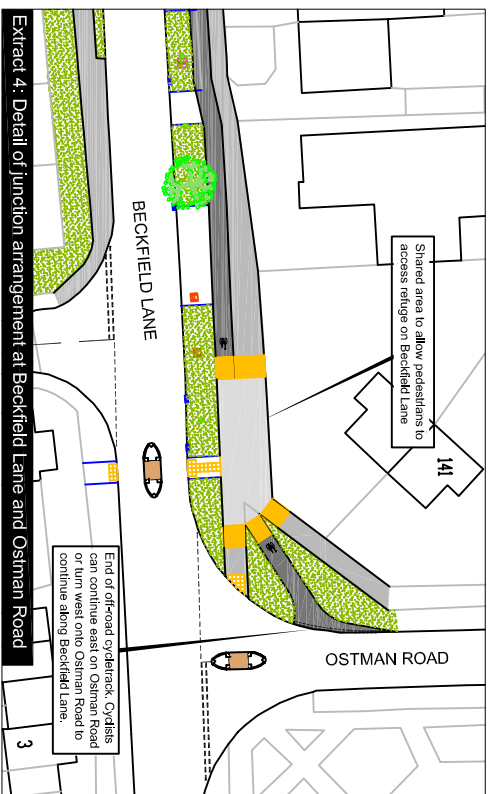 Shared area to allow pedestrians to
access refuge on Beckfield Lane
141
BECKFIELD LANE
OSTMAN ROAD
End of off-road cycletrack. Cyclists
can continue east on Ostman Road
or turn west onto Ostman Road to
continue along Beckfield Lane.
3
Extract 4: Detail of junction arrangement at Beckfield Lane and Ostman Road